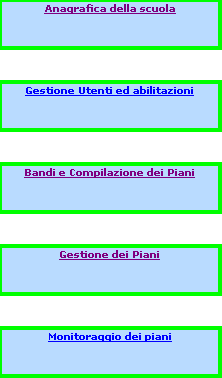 Anagrafica della scuola
Gestione Utenti ed abilitazioni
Bandi e Compilazione dei Piani
Gestione dei Piani
Monitoraggio dei piani